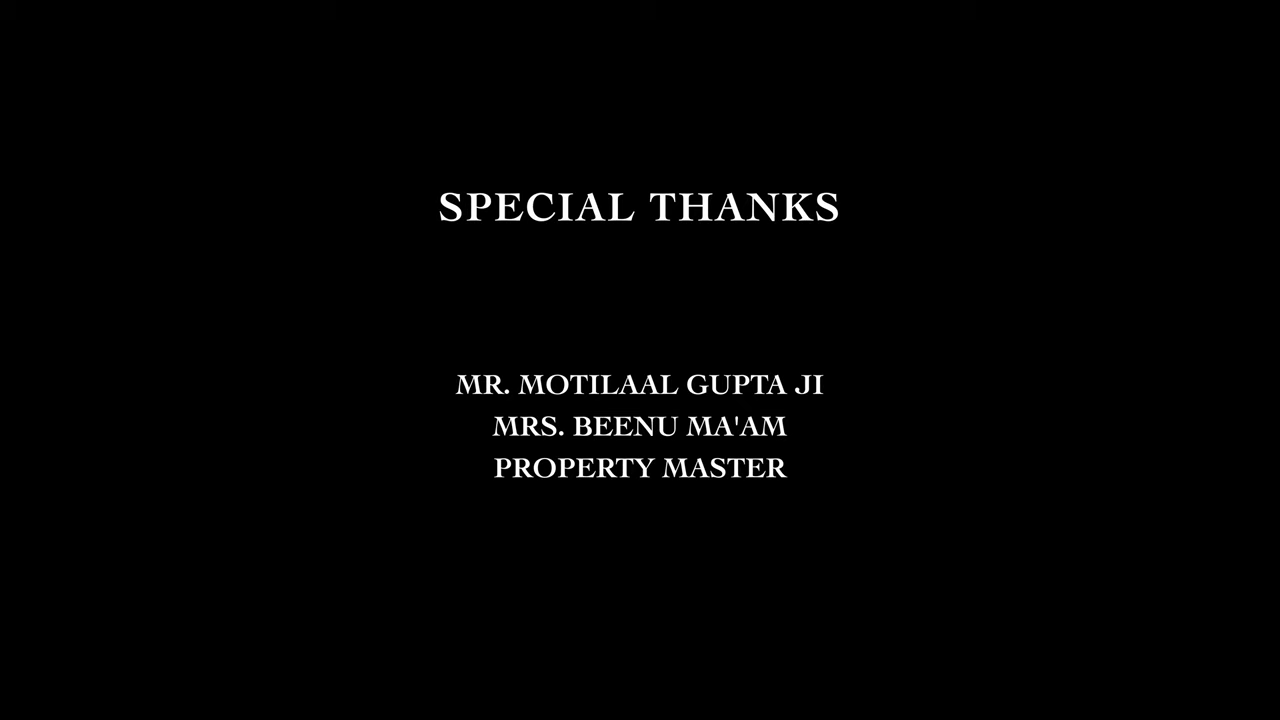 SPECIAL THANKS
MR. MOTILAAL GUPTA JI
MRS. BEENU MA'AM
PROPERTY MASTER